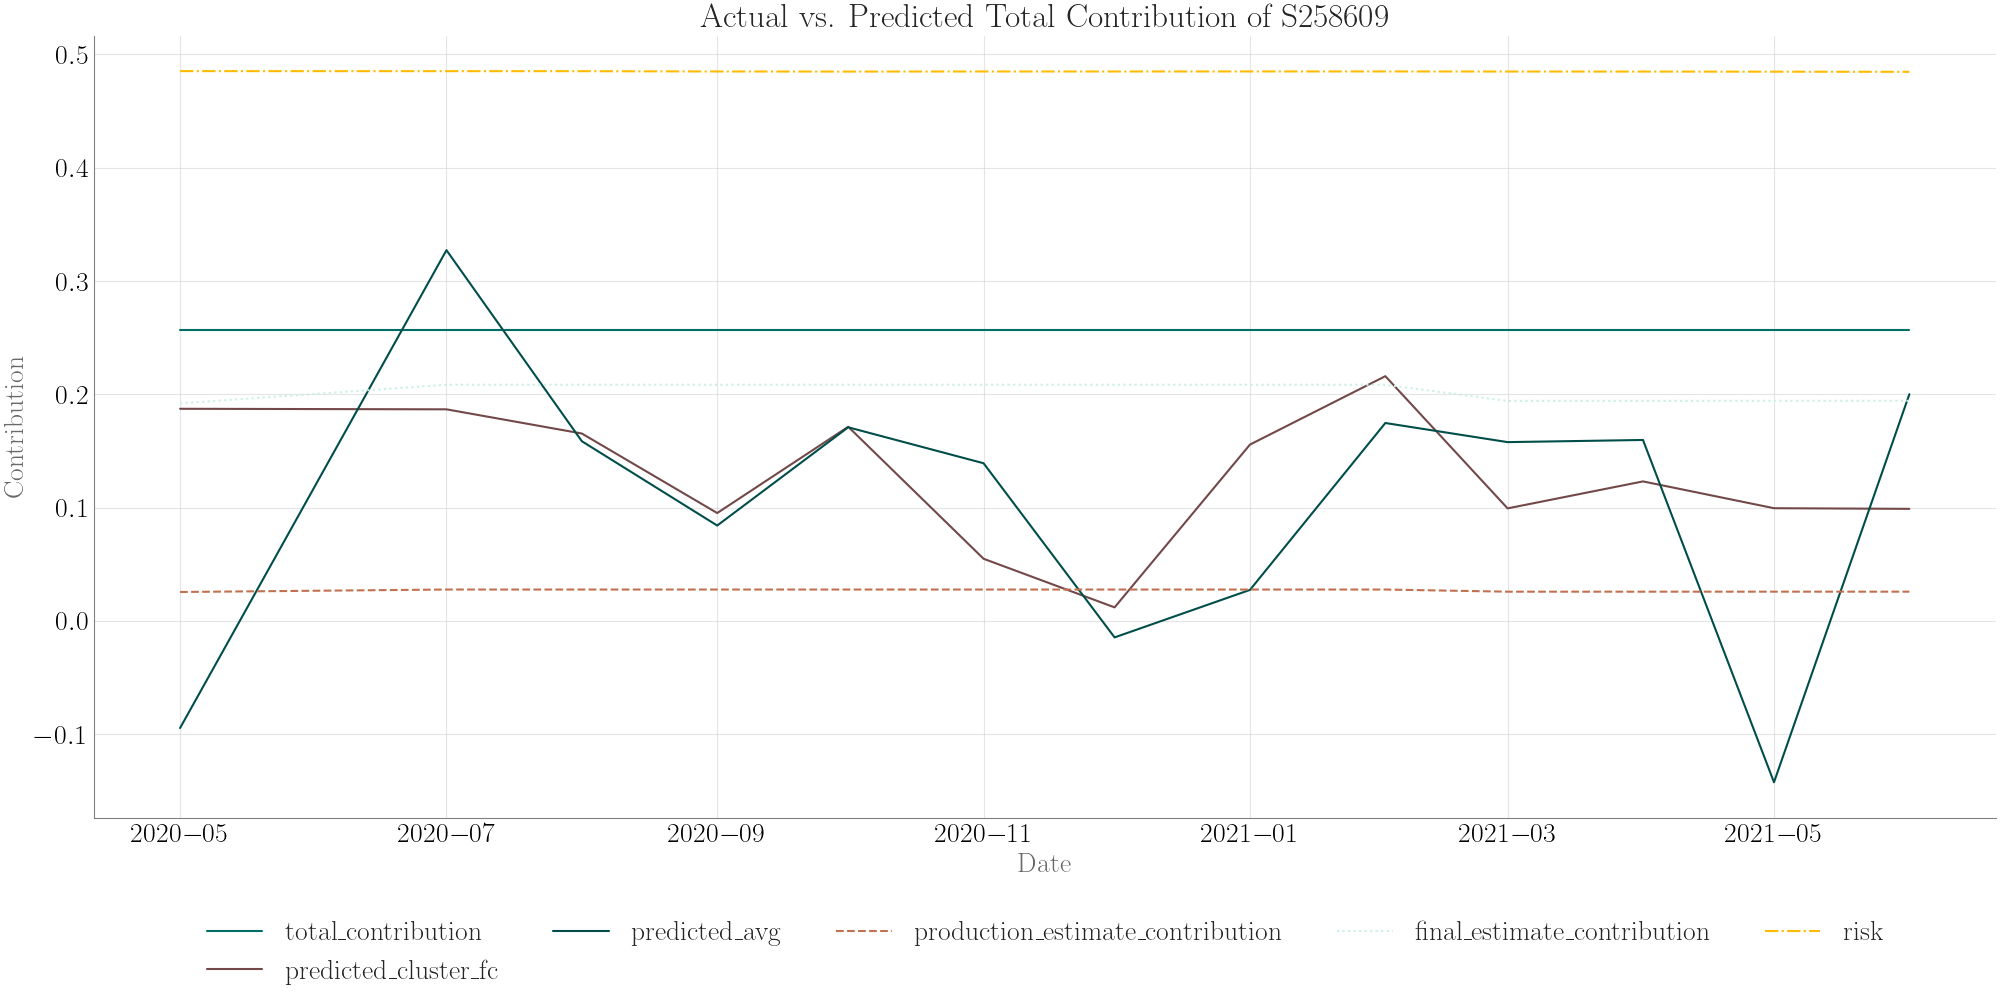 Actual vs. Predicted Total Contribution of S258609
0.5
0.4
0.3
0.2
0.1
0.0
−0.1
Contribution
2020−05 2020−07 2020−09 2020−11 2021−01 2021−03 2021−05
Date
total_contribution predicted_avg production_estimate_contribution final_estimate_contribution risk
predicted_cluster_fc